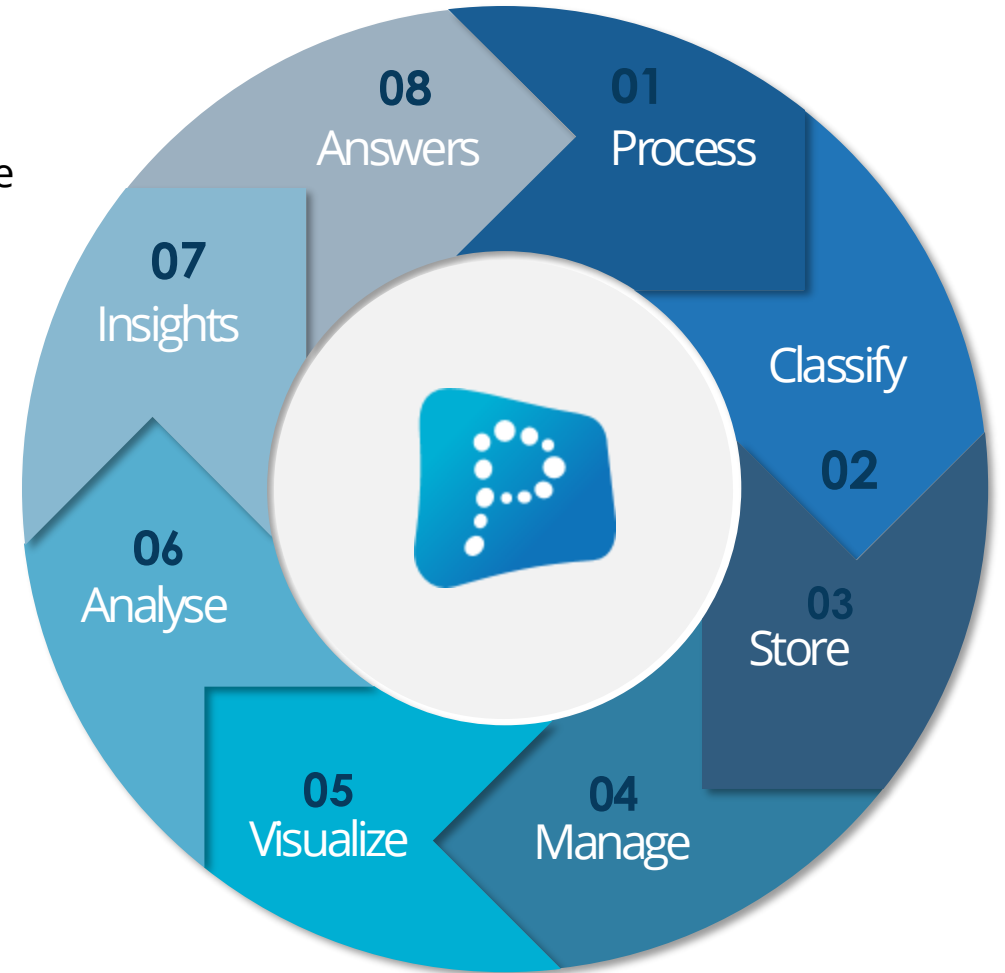 01
Process
Classify
02
03
Store
04
Manage
05
Visualize
06
Analyse
07
Insights
08
Answers
e
P